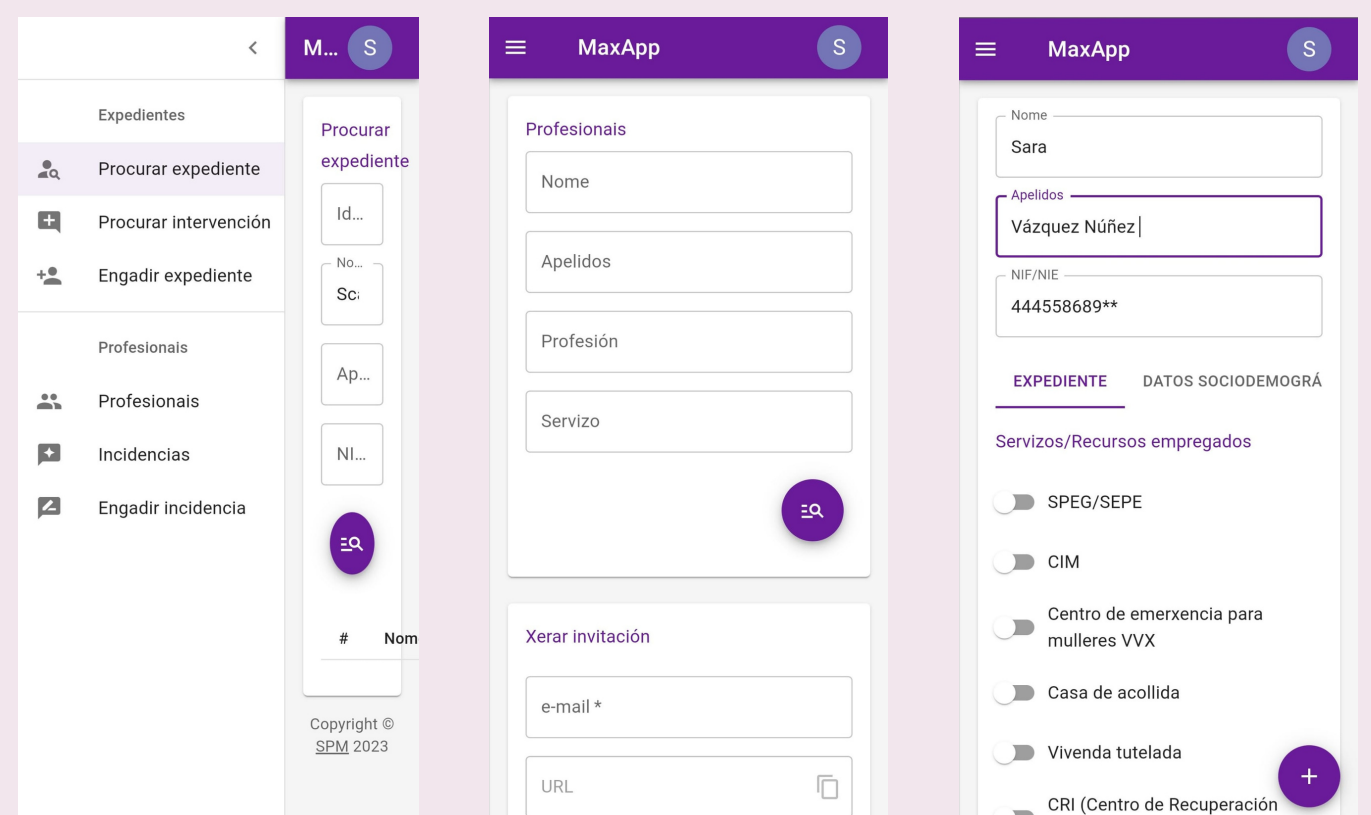 Expedientes
Procurar expediente
Procurar intervención
Engadir expediente
Profesionais
Profesionais
Incidencias
Engadir incidencia
M... S
Procurar
expediente
Id...
No...
Sca
Ap...
NI...
# Nom
Copyright ©
SPM 2023
MaxApp S
Profesionais
Nome
Apelidos
Profesión
Servizo
Xerar invitación
e-mail *
URL
MaxApp S
Nome
Sara
Apelidos
Vázquez Núñez
NIF/NIE
444558689**
EXPEDIENTE DATOS SOCIODEMOGRÁ
Servizos/Recursos empregados
SPEG/SEPE
CIM
Centro de emerxencia para
mulleres VVX
Casa de acollida
Vivenda tutelada
CRI (Centro de Recuperación